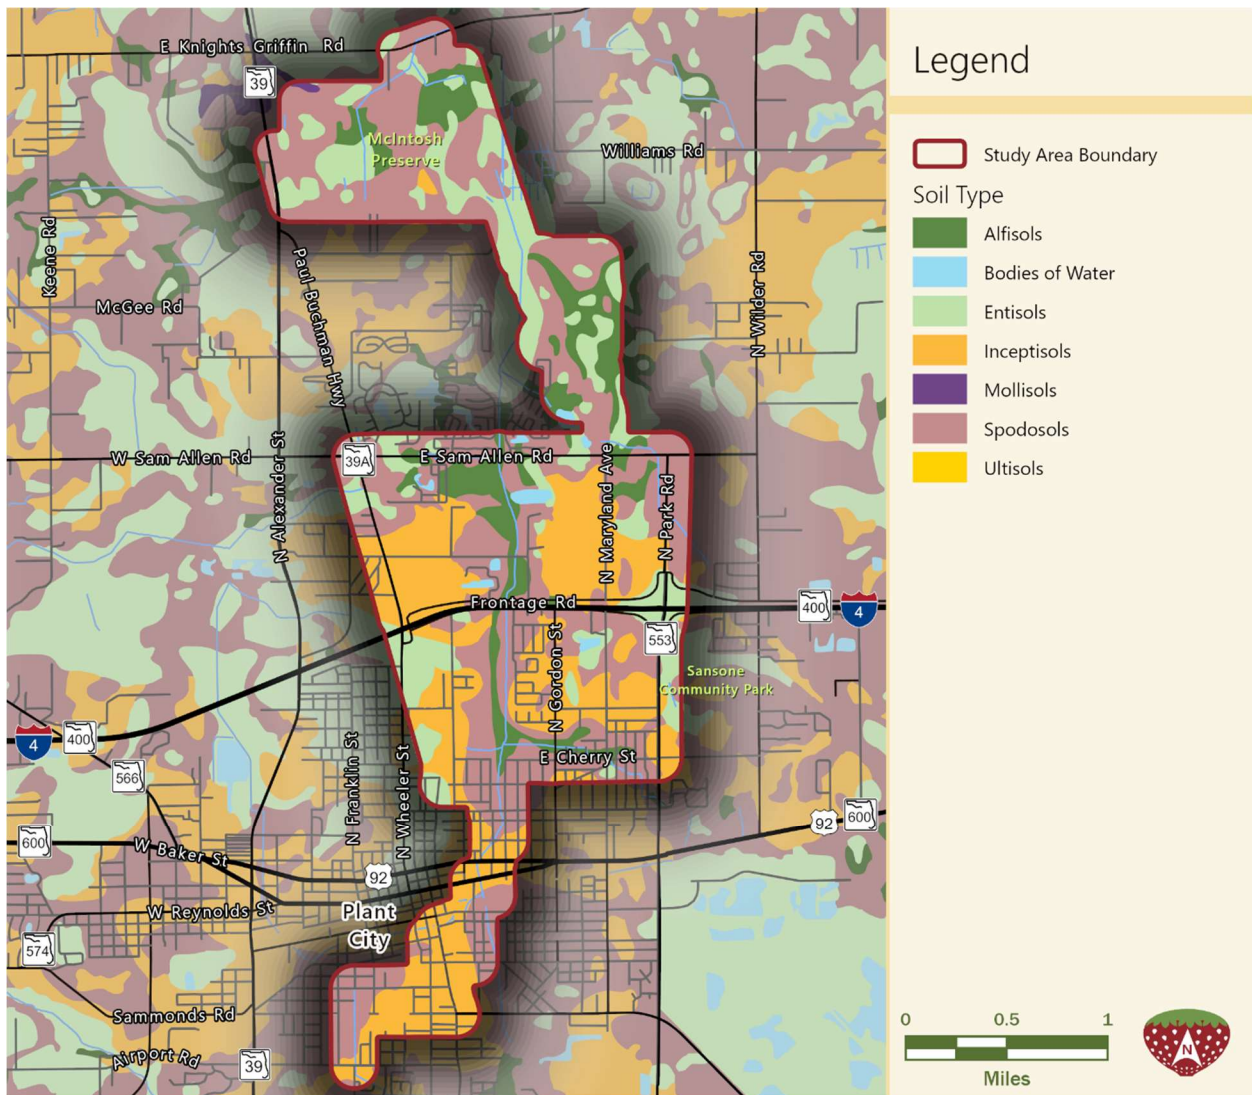 E Knights Griffin Rd
39
McIntosh
Preserve
Williams Rd
Keene Rd
Paul Buchman Hwy
N Wilder Rd
McGee Rd
W Sam Allen Rd
39A
E Sam Allen Rd
N Alexander St
N Maryland Ave
N Park Rd
Frontage Rd
400
4
553
N Gordon St
Sansone
Community Park
4
400
566
N Franklin St
N Wheeler St
E Cherry St
600
W Baker St
92
92
600
W Reynolds St
Plant
City
574
Sammonds Rd
Airport Rd
39
Legend
Study Area Boundary
Soil Type
Alfisols
Bodies of Water
Entisols
Inceptisols
Mollisols
Spodosols
Ultisols
0 0.5 1
Miles
N